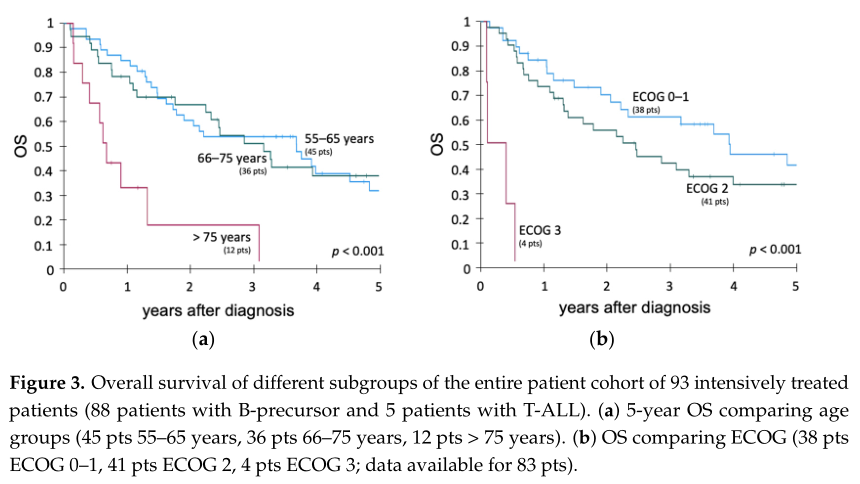 1
0.9
0.8
0.7
0.6
0.5
0.4
0.3
0.2
0.1
0
OS
0
1
2
3
4
5
years after diagnosis
55–65 years
(45 pts)
66–75 years
(36 pts)
> 75 years
(12 pts)
p < 0.001
(a)
1
0.9
0.8
0.7
0.6
0.5
0.4
0.3
0.2
0.1
0
OS
0
1
2
3
4
5
years after diagnosis
ECOG 0–1
(38 pts)
ECOG 2
(41 pts)
ECOG 3
(4 pts)
p < 0.001
(b)
Figure 3. Overall survival of different subgroups of the entire patient cohort of 93 intensively treated
patients (88 patients with B-precursor and 5 patients with T-ALL). (a) 5-year OS comparing age
groups (45 pts 55–65 years, 36 pts 66–75 years, 12 pts > 75 years). (b) OS comparing ECOG (38 pts
ECOG 0–1, 41 pts ECOG 2, 4 pts ECOG 3; data available for 83 pts).